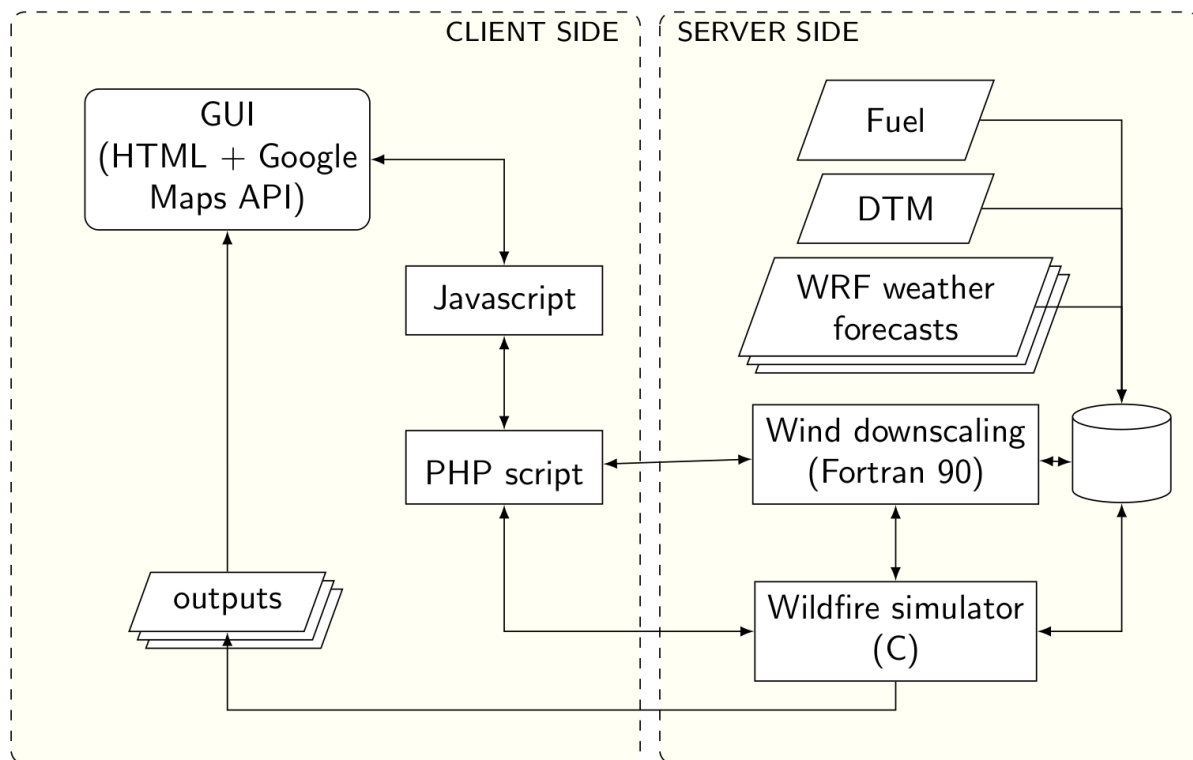 CLIENT SIDE
GUI
(HTML + Google
Maps API)
Javascript
PHP script
outputs
SERVER SIDE
Fuel
DTM
WRF weather
forecasts
Wind downscaling
(Fortran 90)
Wildfire simulator
(C)